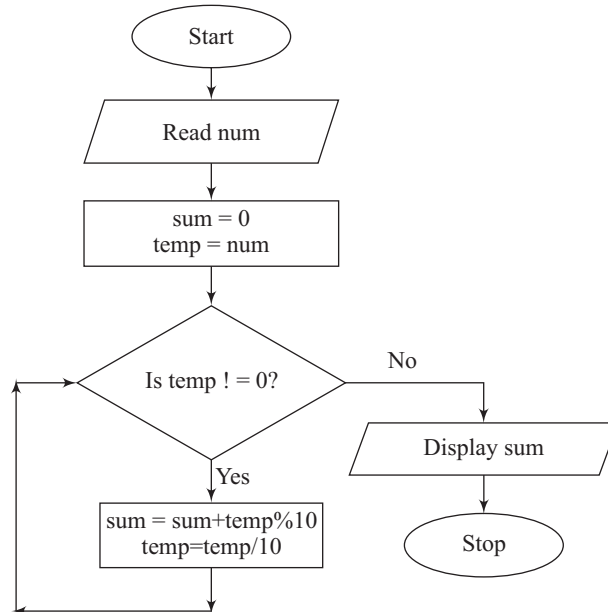 Start
Read num
sum = 0
temp = num
Is temp ! = 0?
No
Yes
Display sum
sum = sum+temp%10
temp=temp/10
Stop